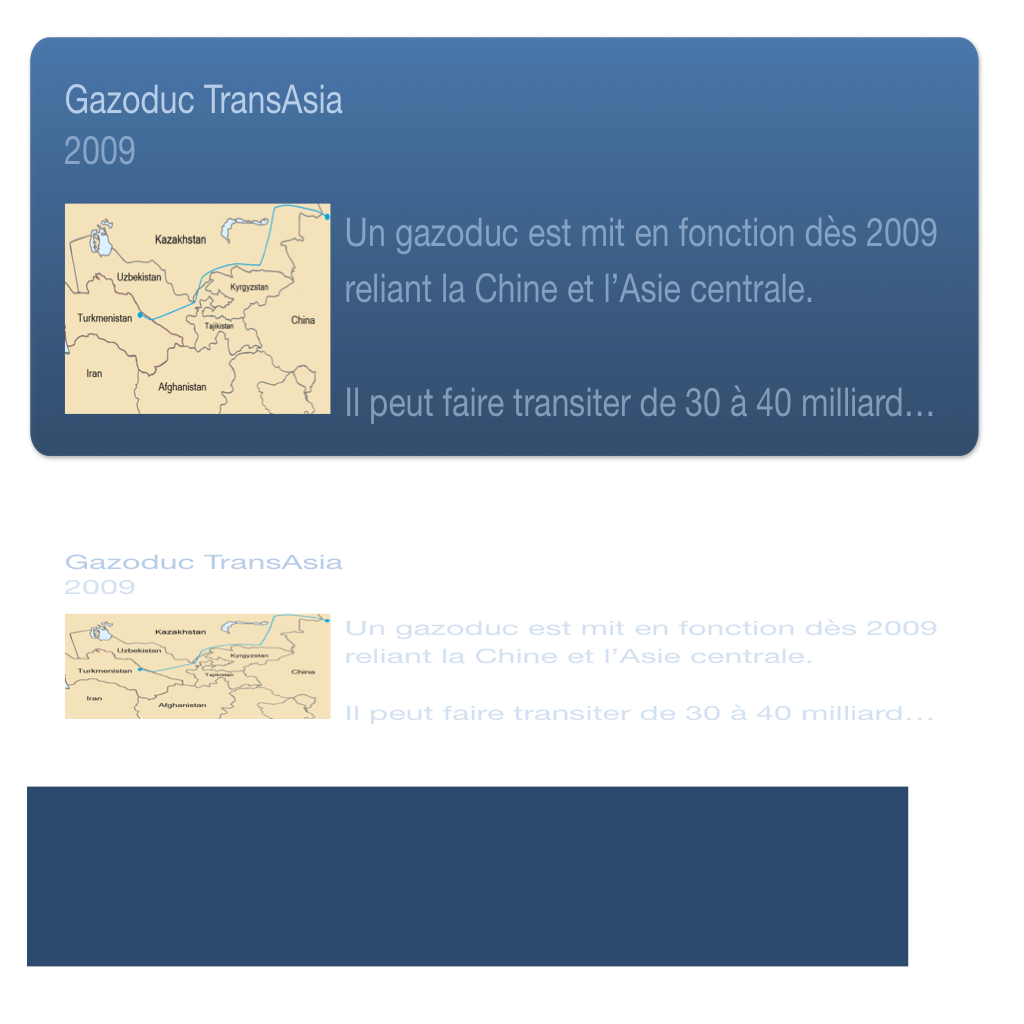 Gazoduc TransAsia
2009
Kazakhstan
Uzbekistan
Kyrgyzstan
Turkmenistan
Tajikistan
China
Iran
Afghanistan
Un gazoduc est mit en fonction dès 2009
reliant la Chine et l’Asie centrale.
Il peut faire transiter de 30 à 40 milliard…
Gazoduc TransAsia
2009
Kazakhstan
Uzbekistan
Kyrgyzstan
Turkmenistan
Tajikistan
China
Iran
Afghanistan
Un gazoduc est mit en fonction dès 2009
reliant la Chine et l’Asie centrale.
Il peut faire transiter de 30 à 40 milliard…